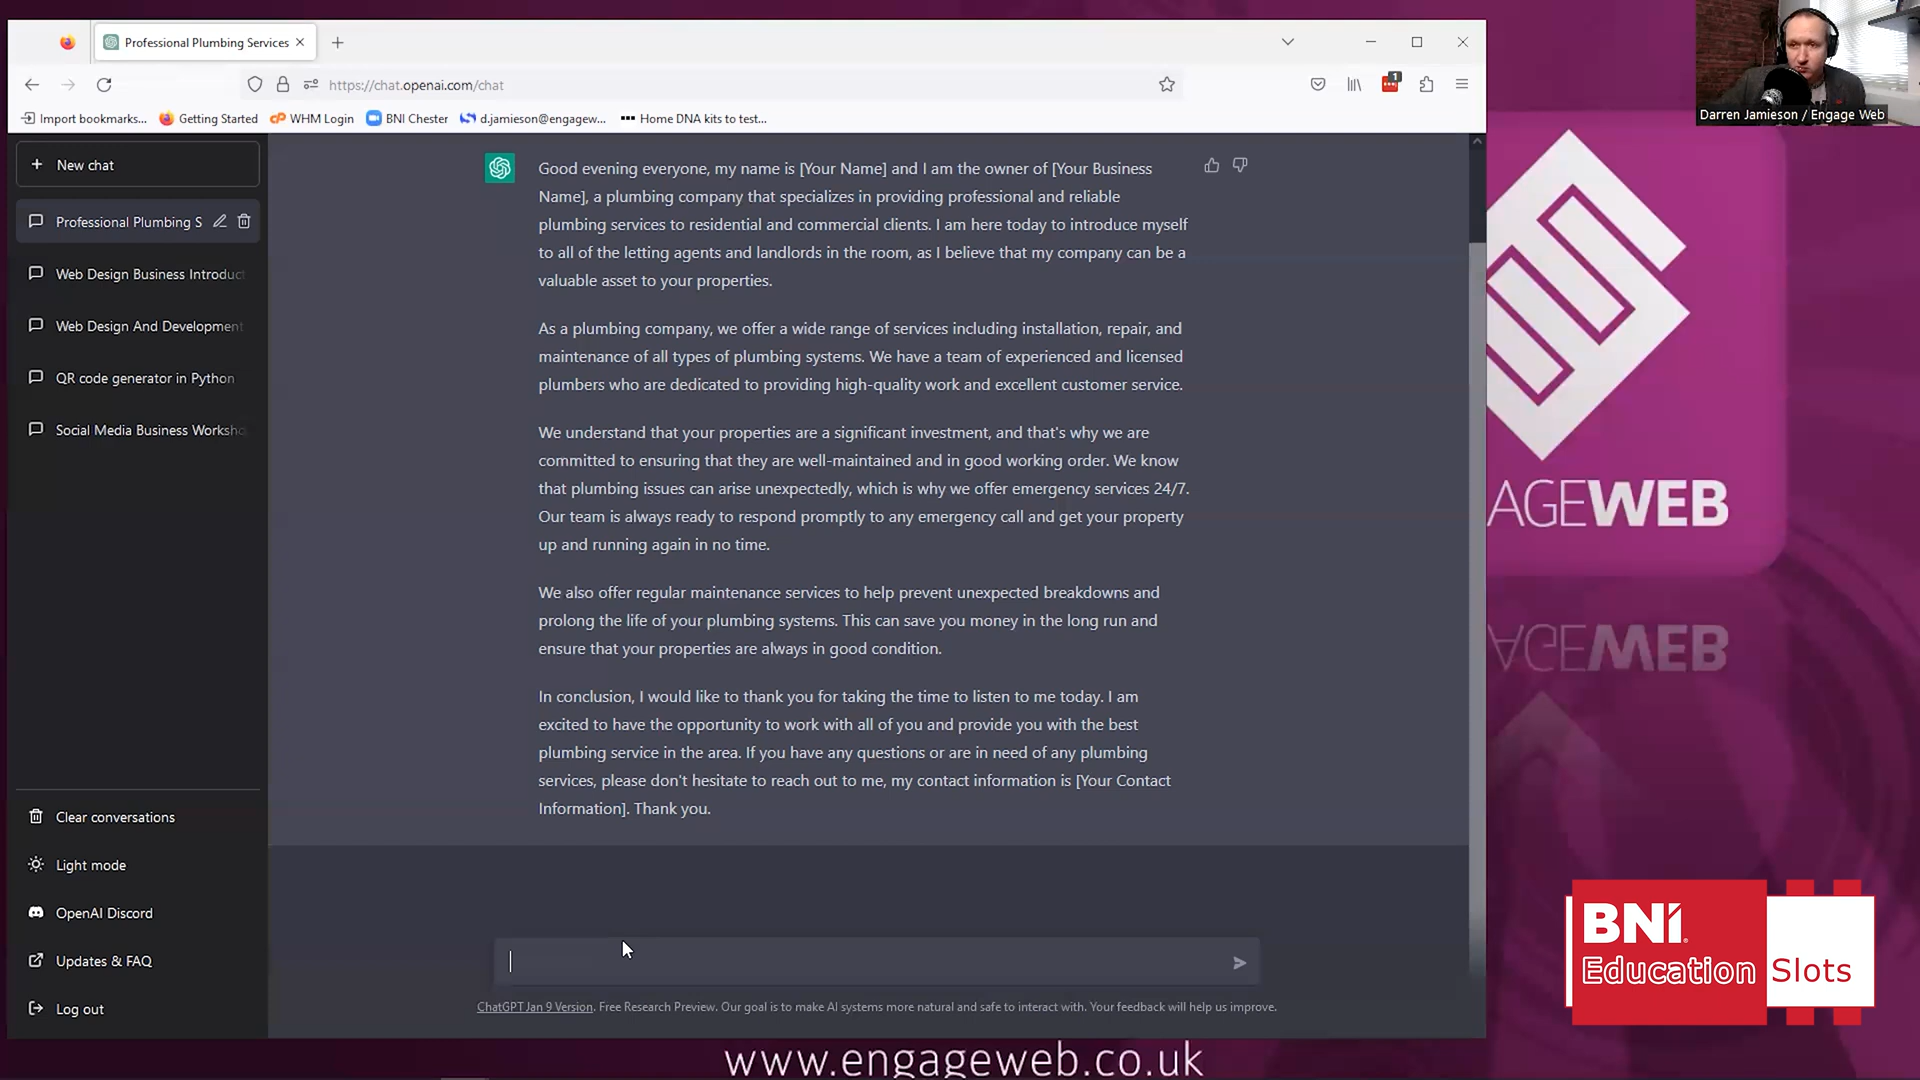 Professional Plumbing Services
https://chat.openai.com/chat
1
Import bookmarks...
Getting Started
WHM Login
BNI Chester
d.jamieson@engagew...
Home DNA kits to test...
New chat
Professional Plumbing S
Web Design Business Introduct
Web Design And Development
QR code generator in Python
Social Media Business Worksho
Clear conversations
Light mode
OpenAI Discord
Updates & FAQ
Log out
Good evening everyone, my name is [Your Name] and I am the owner of [Your Business
Name], a plumbing company that specializes in providing professional and reliable
plumbing services to residential and commercial clients. I am here today to introduce myself
to all of the letting agents and landlords in the room, as I believe that my company can be a
valuable asset to your properties.
As a plumbing company, we offer a wide range of services including installation, repair, and
maintenance of all types of plumbing systems. We have a team of experienced and licensed
plumbers who are dedicated to providing high-quality work and excellent customer service.
We understand that your properties are a significant investment, and that's why we are
committed to ensuring that they are well-maintained and in good working order. We know
that plumbing issues can arise unexpectedly, which is why we offer emergency services 24/7.
Our team is always ready to respond promptly to any emergency call and get your property
up and running again in no time.
We also offer regular maintenance services to help prevent unexpected breakdowns and
prolong the life of your plumbing systems. This can save you money in the long run and
ensure that your properties are always in good condition.
In conclusion, I would like to thank you for taking the time to listen to me today. I am
excited to have the opportunity to work with all of you and provide you with the best
plumbing service in the area. If you have any questions or are in need of any plumbing
services, please don't hesitate to reach out to me, my contact information is [Your Contact
Information]. Thank you.
ChatGPT Jan 9 Version. Free Research Preview. Our goal is to make AI systems more natural and safe to interact with. Your feedback will help us improve.
Darren Jamieson / Engage Web
AGEWEB
BNI
Education Slots
www.engageweb.co.uk